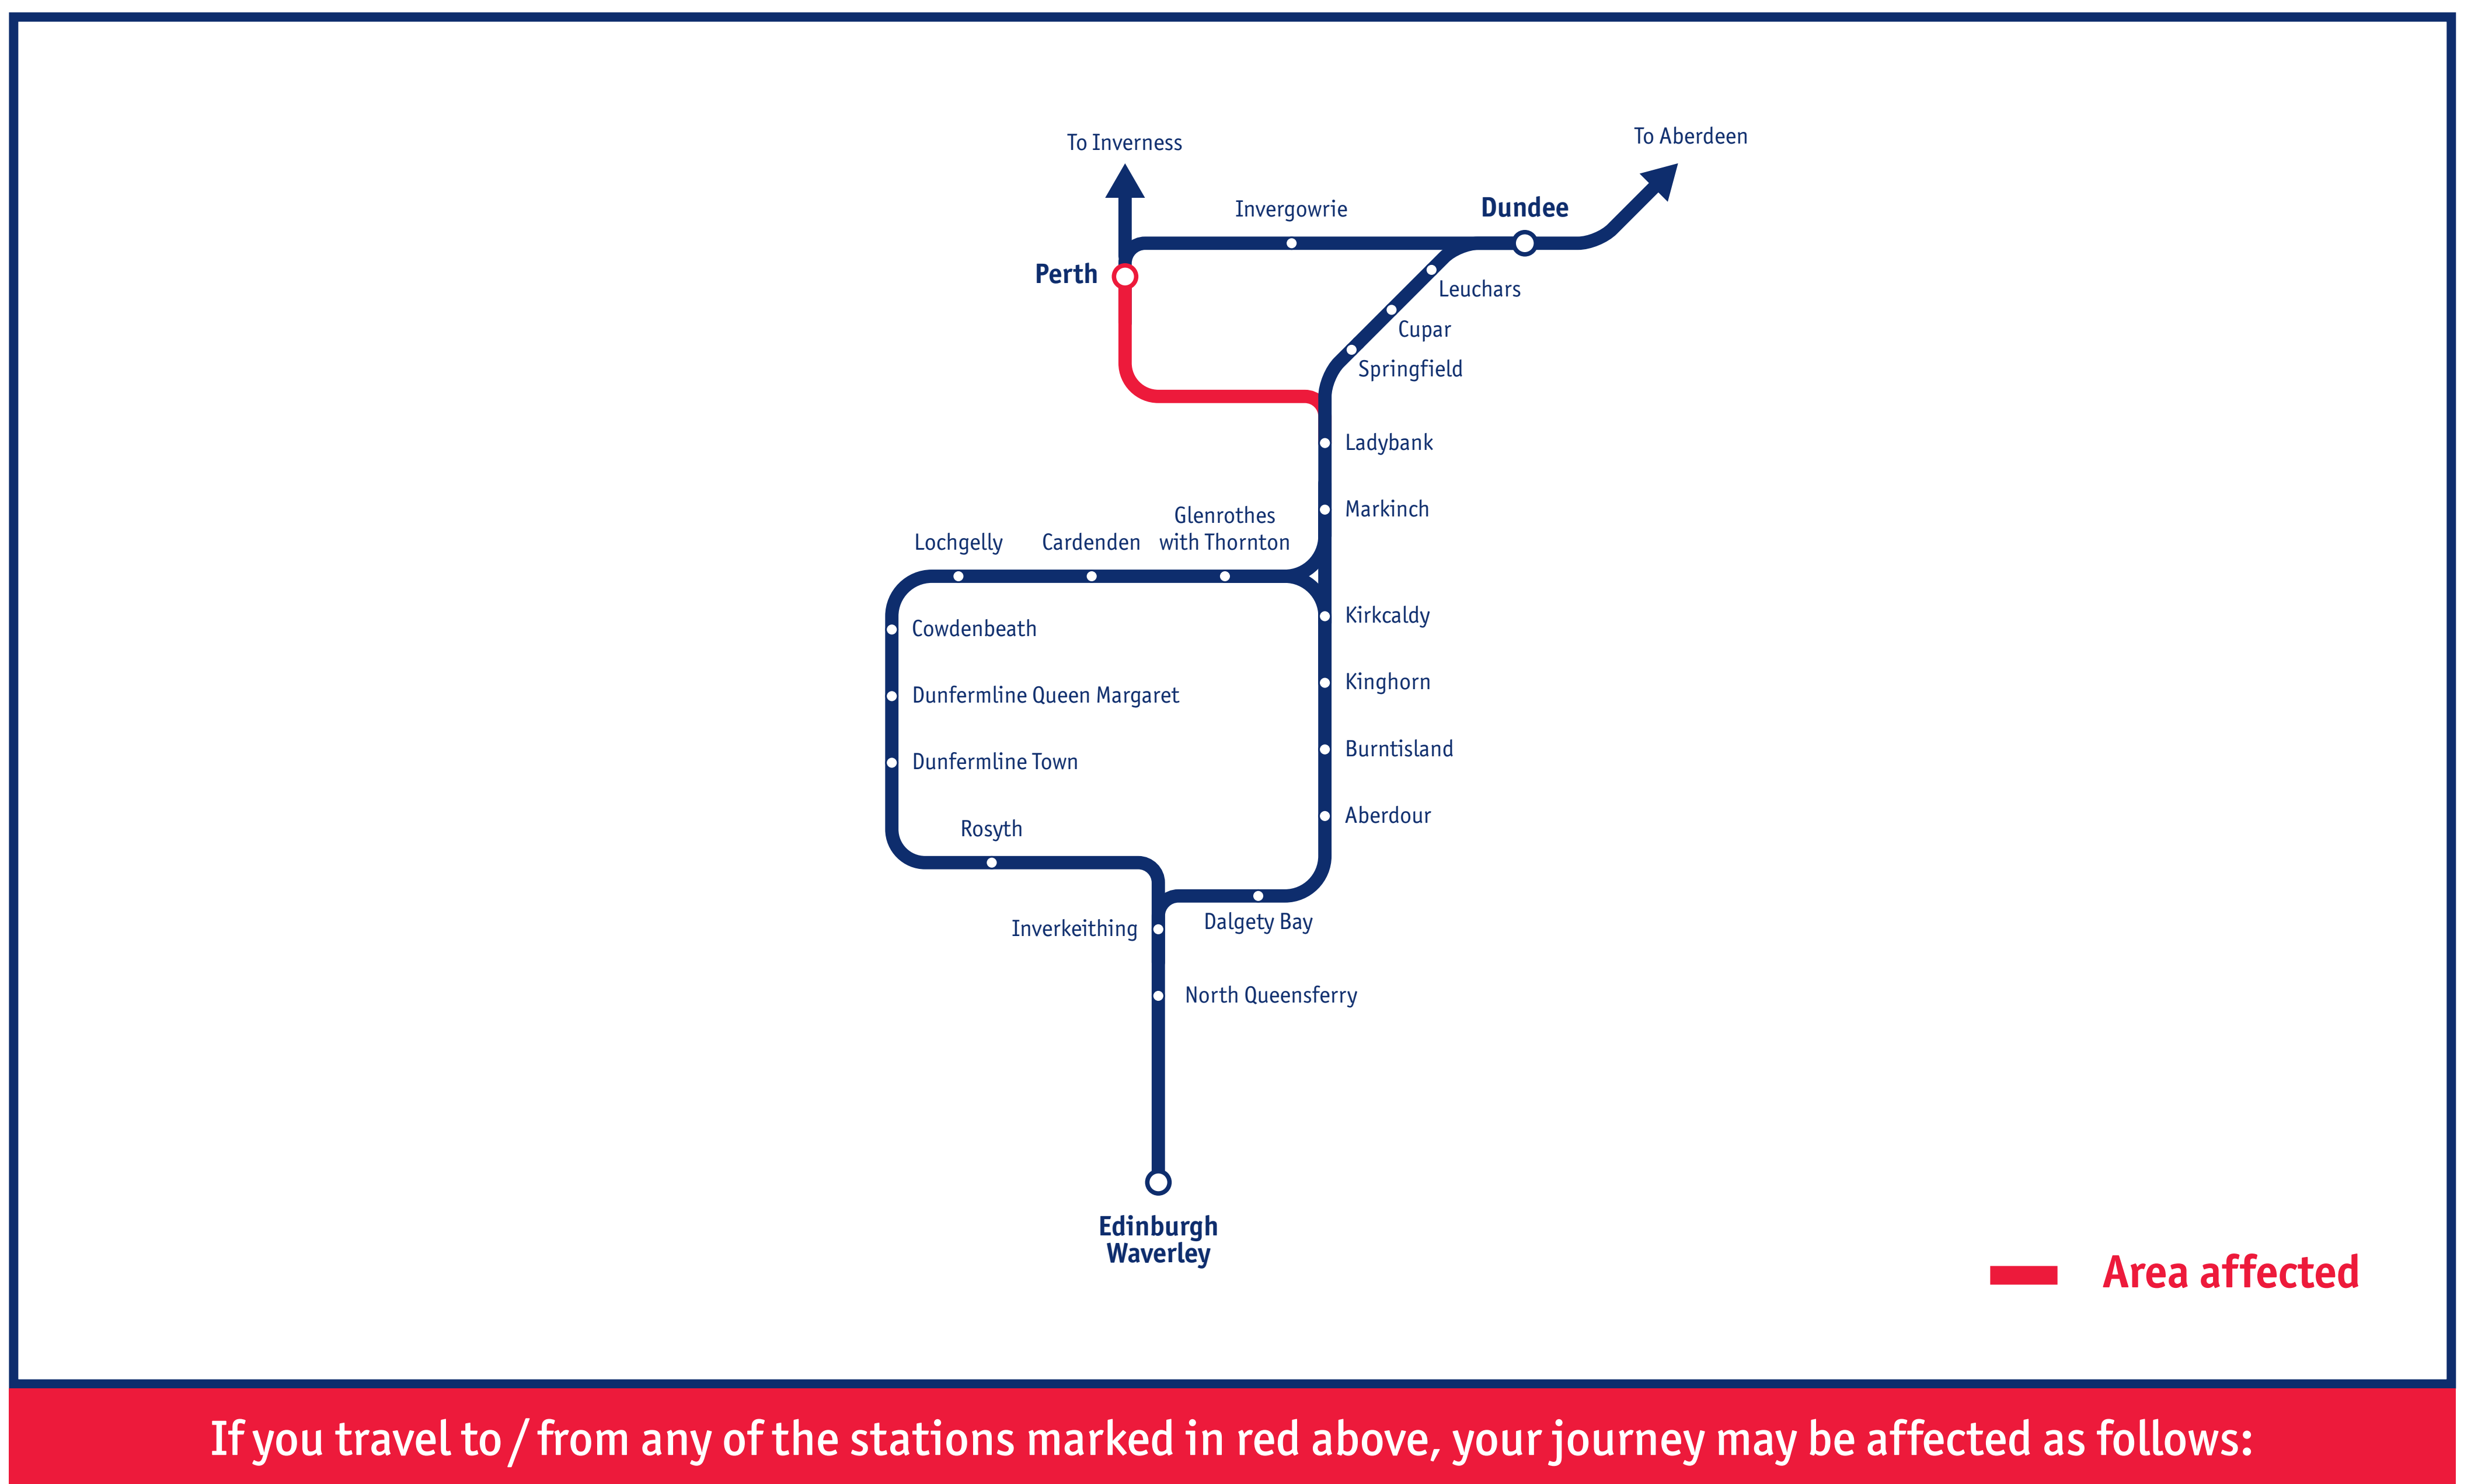 To Inverness
To Aberdeen
Invergowrie
Dundee
Perth
Leuchars
Cupar
Springfield
Ladybank
Markinch
Glenrothes
with Thornton
Lochgelly
Cardenden
Kirkcaldy
Cowdenbeath
Kinghorn
Dunfermline Queen Margaret
Burntisland
Dunfermline Town
Aberdour
Rosyth
Dalgety Bay
Inverkeithing
North Queensferry
Edinburgh
Waverley
Area affected
If you travel to / from any of the stations marked in red above, your journey may be affected as follows: